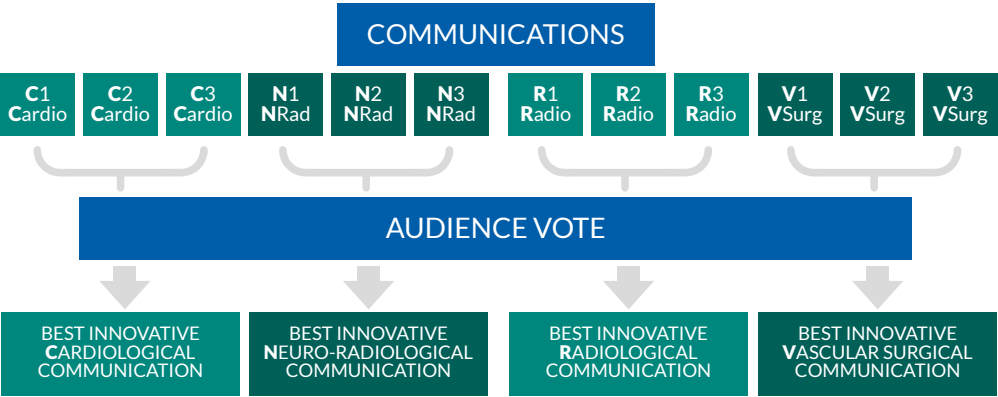 COMMUNICATIONS
C1
Cardio
C2
Cardio
C3
Cardio
N1
NRad
N2
NRad
N3
NRad
R1
Radio
R2
Radio
R3
Radio
V1
VSurg
V2
VSurg
V3
VSurg
AUDIENCE VOTE
BEST INNOVATIVE
CARDIOLOGICAL
COMMUNICATION
BEST INNOVATIVE
NEURO-RADIOLOGICAL
COMMUNICATION
BEST INNOVATIVE
RADIOLOGICAL
COMMUNICATION
BEST INNOVATIVE
VASCULAR SURGICAL
COMMUNICATION